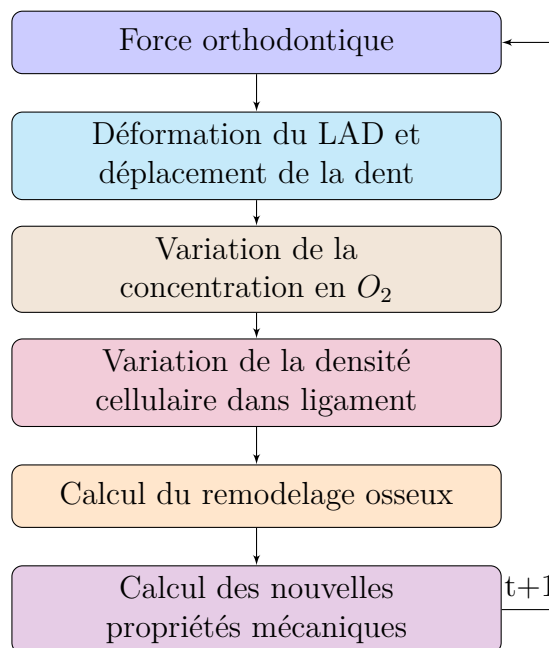 Force orthodontique
Déformation du LAD et
déplacement de la dent
Variation de la
concentration en O₂
Variation de la densité
cellulaire dans ligament
Calcul du remodelage osseux
Calcul des nouvelles
propriétés mécaniques
t+1